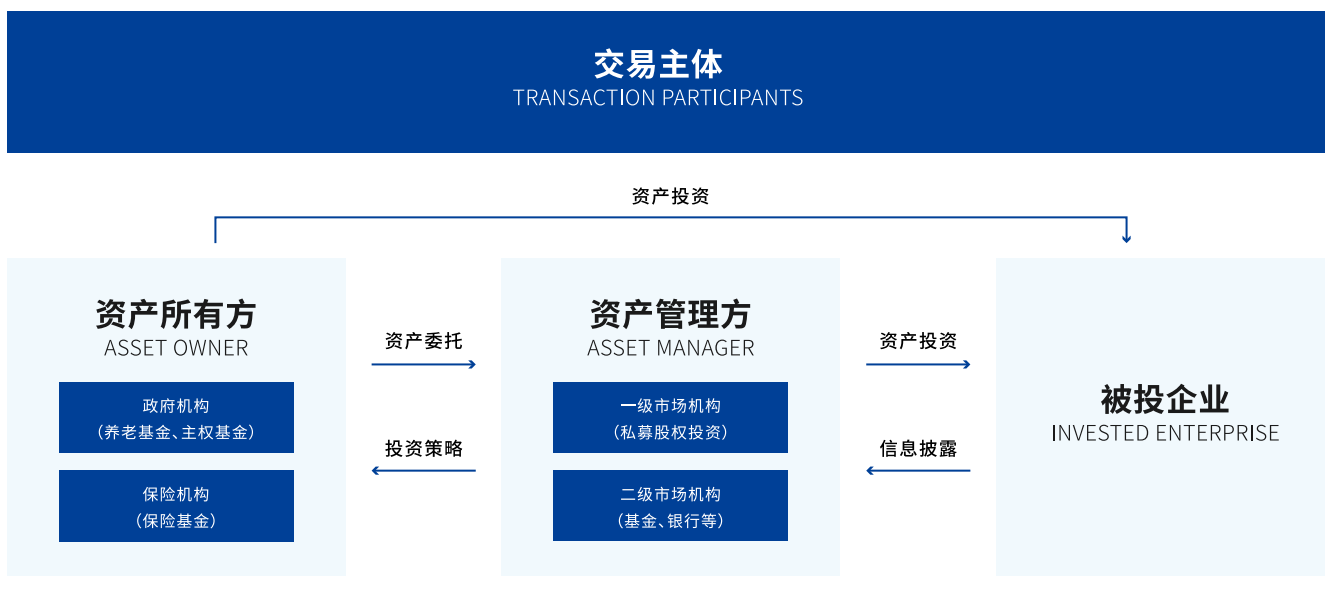 交易主体
TRANSACTION PARTICIPANTS
资产投资
资产所有方
ASSET OWNER
政府机构
（养老基金、主权基金）
保险机构
（保险基金）
资产委托
投资策略
资产管理方
ASSET MANAGER
一级市场机构
（私募股权投资）
二级市场机构
（基金、银行等）
资产投资
信息披露
被投企业
INVESTED ENTERPRISE